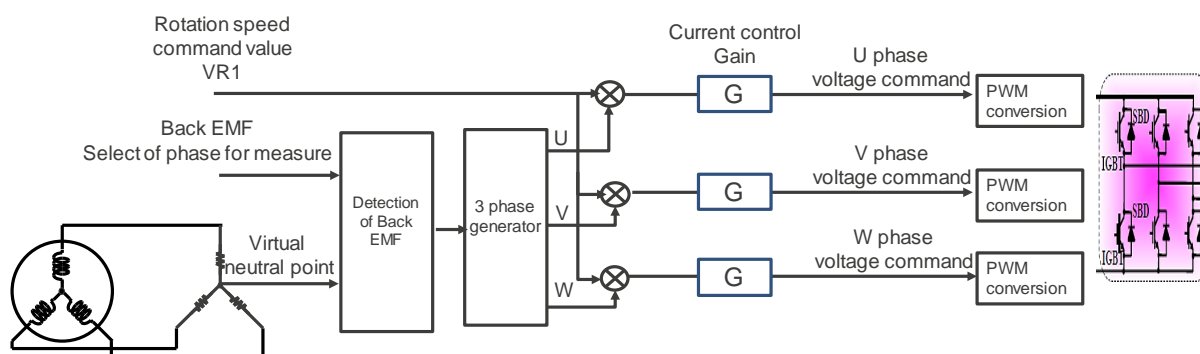 Rotation speed
command value
VR1
Current control
Gain
U phase
voltage command
G
PWM
conversion
Back EMF
Select of phase for measure
U
V phase
voltage command
G
PWM
conversion
Detection
of Back
EMF
3 phase
generator
V
Virtual
neutral point
W phase
voltage command
W
G
PWM
conversion
SBD
IGBT
SBD
IGBT